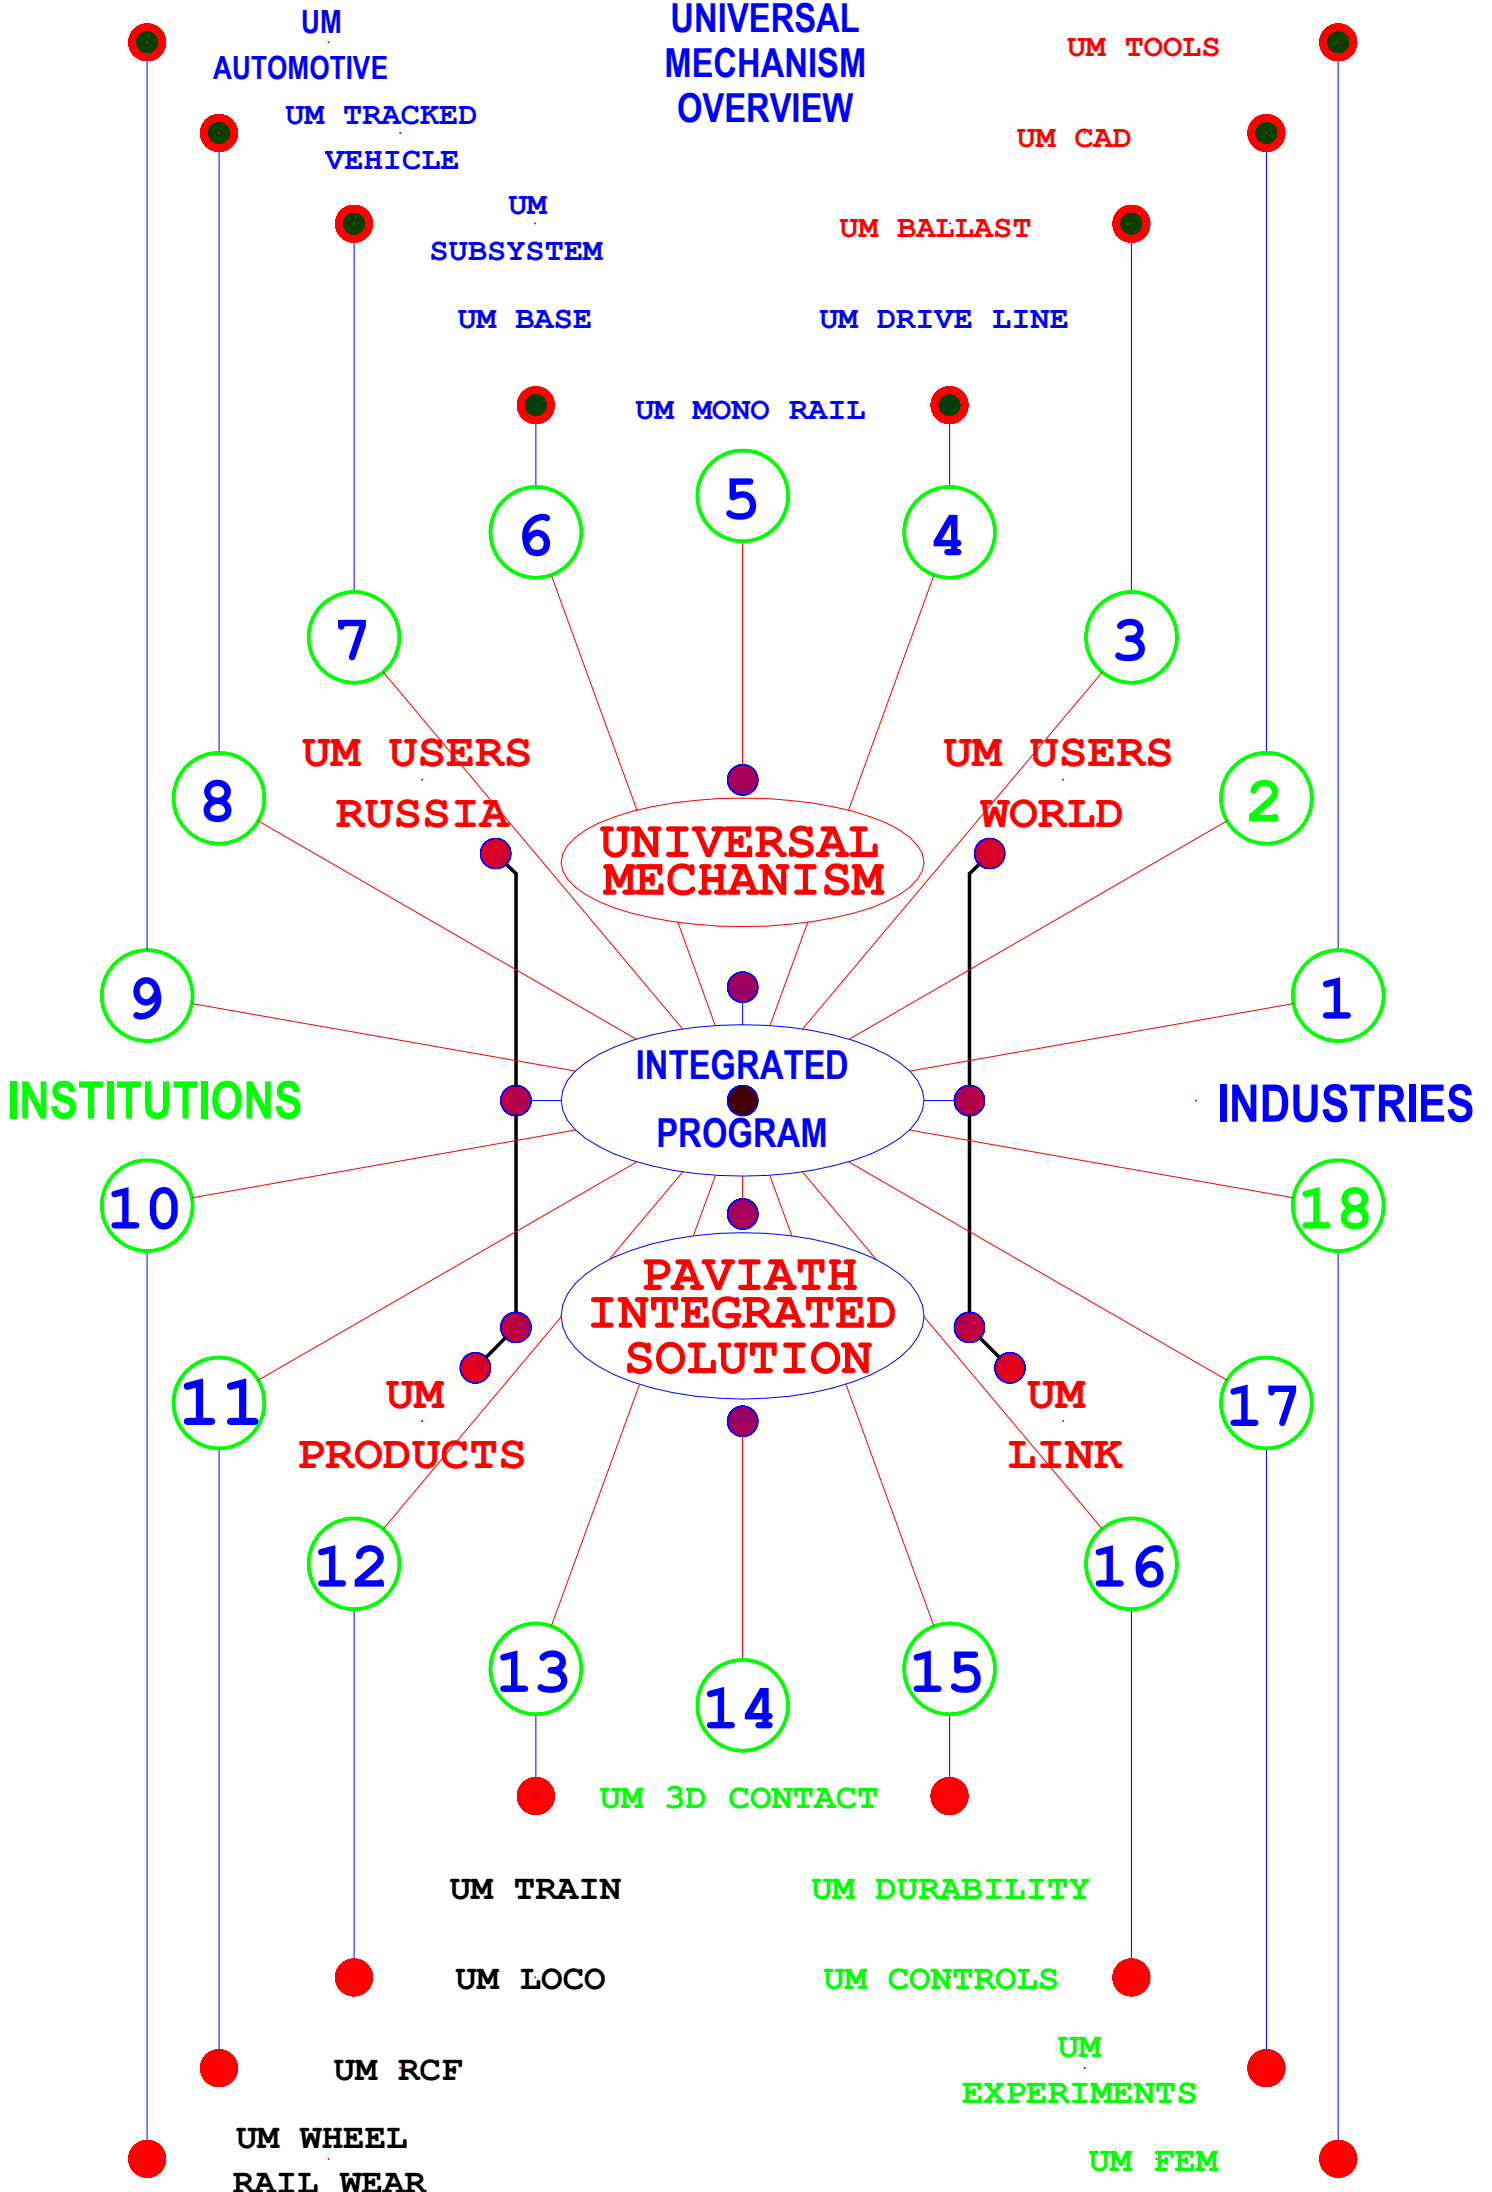 UNIVERSAL
MECHANISM
OVERVIEW
UM
AUTOMOTIVE
UM TOOLS
UM TRACKED
VEHICLE
UM CAD
UM
SUBSYSTEM
UM BALLAST
UM BASE
UM DRIVE LINE
UM MONO RAIL
5
6
4
7
3
UM USERS
RUSSIA
UM USERS
WORLD
8
2
UNIVERSAL
MECHANISM
9
1
INTEGRATED
PROGRAM
INSTITUTIONS
INDUSTRIES
10
18
PAVIATH
INTEGRATED
SOLUTION
11
17
UM
PRODUCTS
UM
LINK
12
16
13
15
14
UM 3D CONTACT
UM TRAIN
UM DURABILITY
UM LOCO
UM CONTROLS
UM RCF
UM
EXPERIMENTS
UM WHEEL
RAIL WEAR
UM FEM